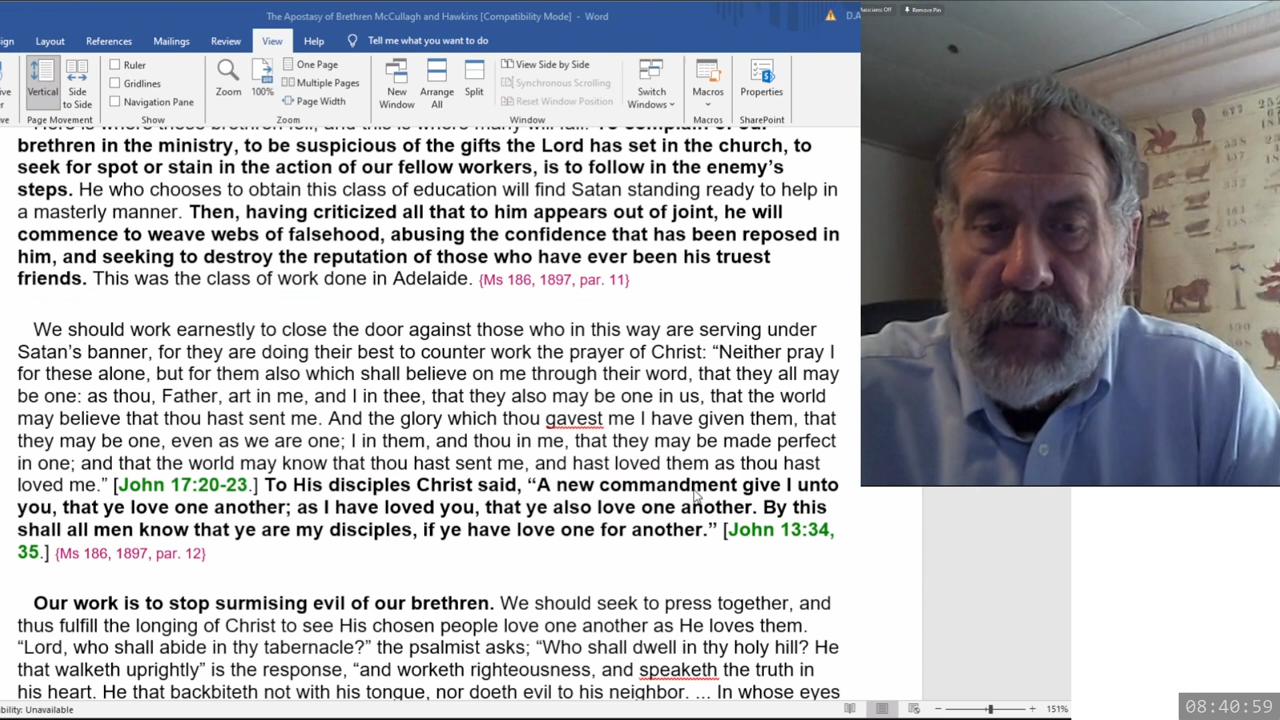 The Apostasy of Brethren McCullagh and Hawkins [Compatibility Mode] - Word
D.A
Remove Pin
Layout References Mailings Review View Help Tell me what you want to do
Vertical
Side to Side
Page Movement
Ruler
Gridlines
Navigation Pane
Show
Zoom
100%
One Page
Multiple Pages
Page Width
Zoom
New Window
Arrange All
Split
View Side by Side
Synchronous Scrolling
Reset Window Position
Window
Switch Windows
Macros
Macros
Properties
SharePoint
brethren in the ministry, to be suspicious of the gifts the Lord has set in the church, to
seek for spot or stain in the action of our fellow workers, is to follow in the enemy’s
steps. He who chooses to obtain this class of education will find Satan standing ready to help in
a masterly manner. Then, having criticized all that to him appears out of joint, he will
commence to weave webs of falsehood, abusing the confidence that has been reposed in
him, and seeking to destroy the reputation of those who have ever been his truest
friends. This was the class of work done in Adelaide. {Ms 186, 1897, par. 11}
We should work earnestly to close the door against those who in this way are serving under
Satan’s banner, for they are doing their best to counter work the prayer of Christ: “Neither pray I
for these alone, but for them also which shall believe on me through their word, that they all may
be one: as thou, Father, art in me, and I in thee, that they also may be one in us, that the world
may believe that thou hast sent me. And the glory which thou gavest me I have given them, that
they may be one, even as we are one; I in them, and thou in me, that they may be made perfect
in one; and that the world may know that thou hast sent me, and hast loved them as thou hast
loved me.” [John 17:20-23.] To His disciples Christ said, “A new commandment give I unto
you, that ye love one another; as I have loved you, that ye also love one another. By this
shall all men know that ye are my disciples, if ye have love one for another.” [John 13:34,
35.] {Ms 186, 1897, par. 12}
Our work is to stop surmising evil of our brethren. We should seek to press together, and
thus fulfill the longing of Christ to see His chosen people love one another as He loves them.
“Lord, who shall abide in thy tabernacle?” the psalmist asks; “Who shall dwell in thy holy hill? He
that walketh uprightly” is the response, “and worketh righteousness, and speaketh the truth in
his heart. He that backbiteth not with his tongue, nor doeth evil to his neighbor. ... In whose eyes
bility: Unavailable
151%
08:40:59